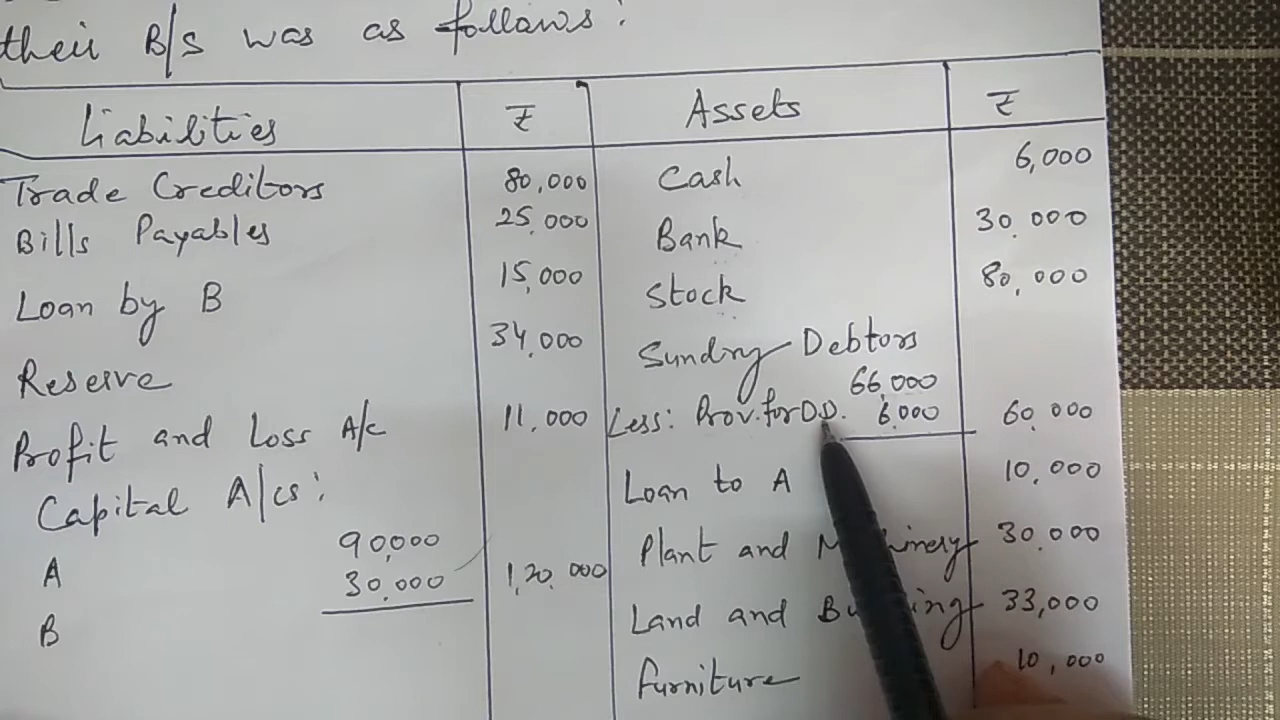 their B/s was as follows:
Liabilities ₹ Assets ₹
Trade Creditors 80,000 Cash 6,000
Bills Payables 25,000 Bank 30,000
Loan by B 15,000 Stock 80,000
Reserve 34,000 Sundry Debtors
66,000
Profit and Loss A/c 11,000 Less: Prov. for D.D. 6,000 60,000
Capital A/cs: Loan to A 10,000
A 90,000 Plant and Machinery 30,000
B 30,000 1,20,000 Land and Building 33,000
Furniture 10,000